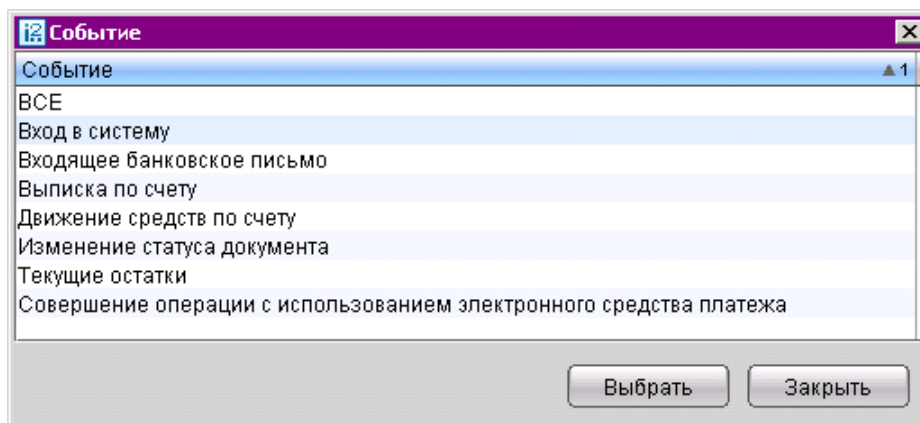 i2 Событие
Событие 1
ВСЕ
Вход в систему
Входящее банковское письмо
Выписка по счету
Движение средств по счету
Изменение статуса документа
Текущие остатки
Совершение операции с использованием электронного средства платежа
Выбрать Закрыть